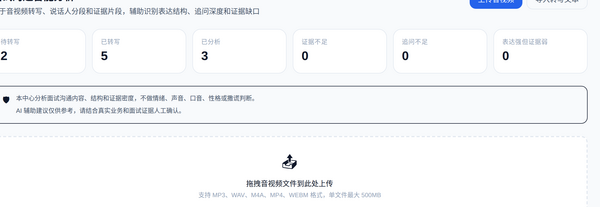 于音视频转写、说话人分段和证据片段，辅助识别表达结构、追问深度和证据缺口
待转写 已转写 已分析 证据不足 追问不足 表达强但证据弱
2 5 3 0 0 0
本中心分析面试沟通内容、结构和证据密度，不做情绪、声音、口音、性格或撒谎判断。
AI 辅助建议仅供参考，请结合真实业务和面试证据人工确认。
拖拽音视频文件到此处上传
支持 MP3、WAV、M4A、MP4、WEBM 格式，单文件最大 500MB